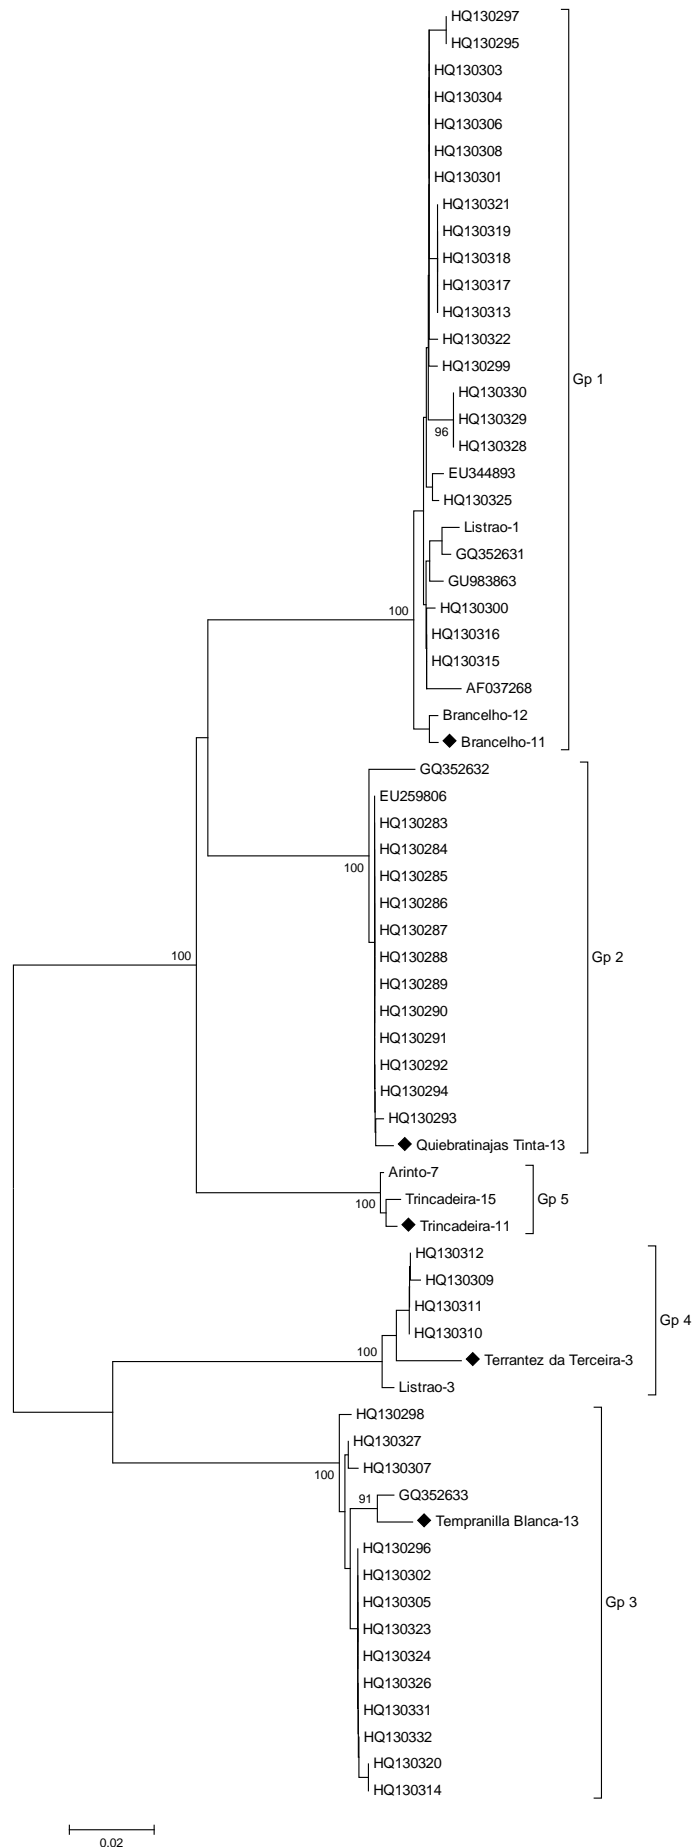 HQ130297
HQ130295
HQ130303
HQ130304
HQ130306
HQ130308
HQ130301
HQ130321
HQ130319
HQ130318
HQ130317
HQ130313
HQ130322
HQ130299
Gp 1
HQ130330
HQ130329
96
HQ130328
EU344893
HQ130325
Listrao-1
GQ352631
GU983863
HQ130300
100
HQ130316
HQ130315
AF037268
Brancelho-12
Brancelho-11
GQ352632
EU259806
HQ130283
HQ130284
100
HQ130285
HQ130286
HQ130287
100
HQ130288
Gp 2
HQ130289
HQ130290
HQ130291
HQ130292
HQ130294
HQ130293
Quiebratinajas Tinta-13
Arinto-7
100
Trincadeira-15
Gp 5
Trincadeira-11
HQ130312
HQ130309
HQ130311
Gp 4
HQ130310
100
Terrantez da Terceira-3
Listrao-3
HQ130298
HQ130327
100
HQ130307
91
GQ352633
Tempranilla Blanca-13
HQ130296
HQ130302
HQ130305
Gp 3
HQ130323
HQ130324
HQ130326
HQ130331
HQ130332
HQ130320
HQ130314
0.02